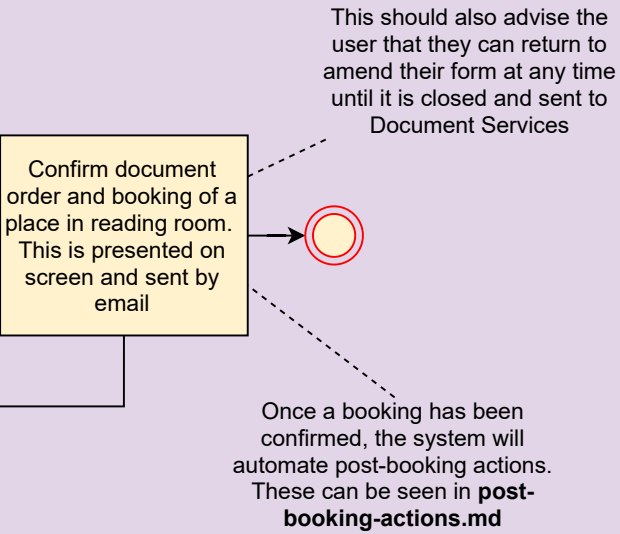 This should also advise the
user that they can return to
amend their form at any time
until it is closed and sent to
Document Services
Confirm document
order and booking of a
place in reading room.
This is presented on
screen and sent by
email
Once a booking has been
confirmed, the system will
automate post-booking actions.
These can be seen in post-
booking-actions.md